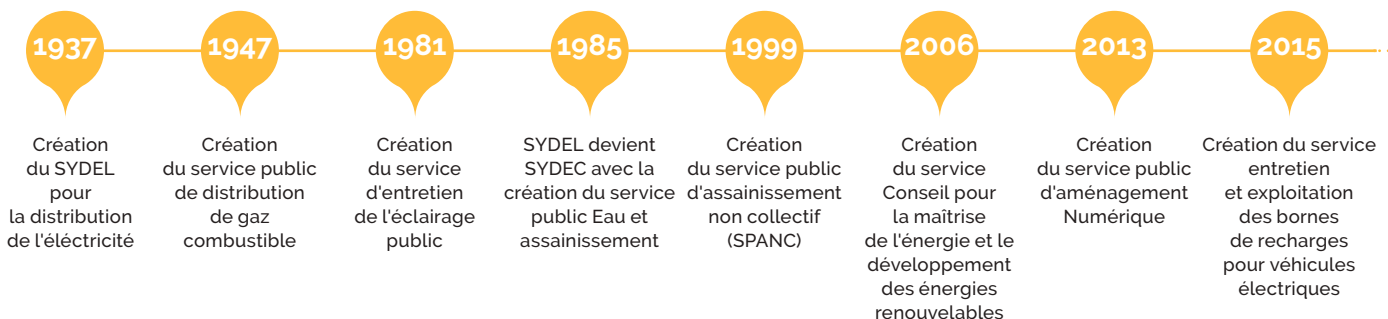 1937
Création
du SYDEL
pour
la distribution
de l'éléctricité
1947
Création
du service public
de distribution
de gaz
combustible
1981
Création
du service
d'entretien
de l'éclairage
public
1985
SYDEL devient
SYDEC avec la
création du service
public Eau et
assainissement
1999
Création
du service public
d'assainissement
non collectif
(SPANC)
2006
Création
du service
Conseil pour
la maîtrise
de l'énergie et le
développement
des énergies
renouvelables
2013
Création
du service public
d'aménagement
Numérique
2015
Création du service
entretien
et exploitation
des bornes
de recharges
pour véhicules
électriques